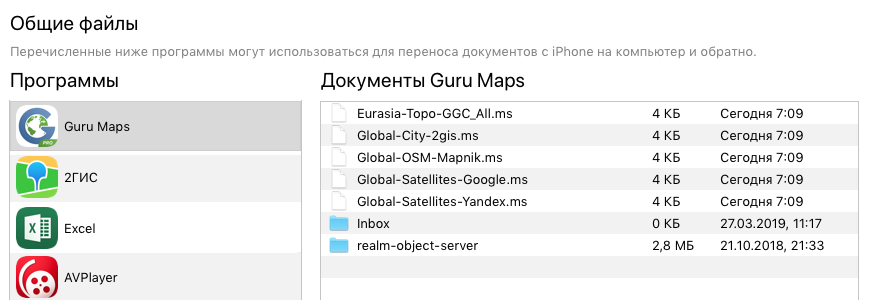 Общие файлы
Перечисленные ниже программы могут использоваться для переноса документов с iPhone на компьютер и обратно.
Программы
Документы Guru Maps
PRO
Guru Maps
2ГИС
Excel
AVPlayer
Eurasia-Topo-GGC_All.ms 4 КБ Сегодня 7:09
Global-City-2gis.ms 4 КБ Сегодня 7:09
Global-OSM-Mapnik.ms 4 КБ Сегодня 7:09
Global-Satellites-Google.ms 4 КБ Сегодня 7:09
Global-Satellites-Yandex.ms 4 КБ Сегодня 7:09
Inbox 0 КБ 27.03.2019, 11:17
realm-object-server 2,8 МБ 21.10.2018, 21:33